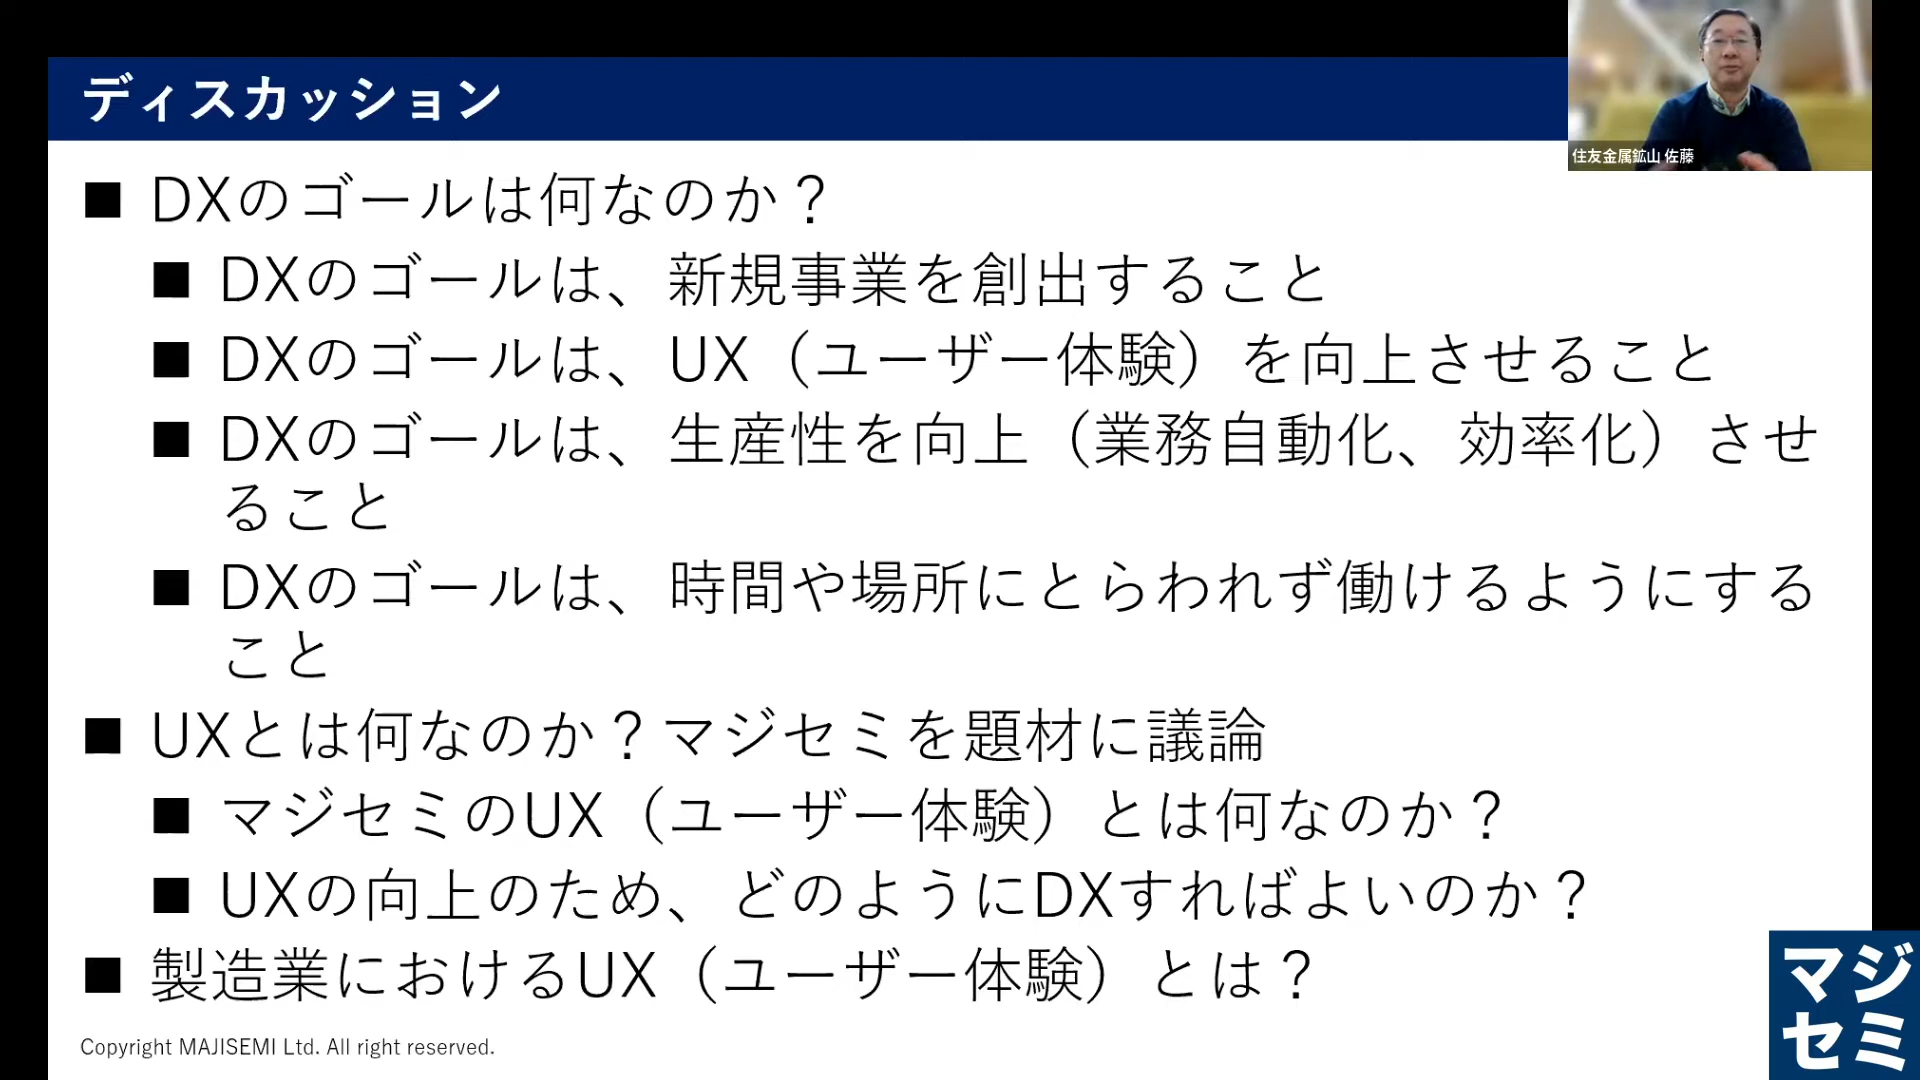 ディスカッション
住友金属鉱山 佐藤
■ DXのゴールは何なのか？
■ DXのゴールは、新規事業を創出すること
■ DXのゴールは、UX（ユーザー体験）を向上させること
■ DXのゴールは、生産性を向上（業務自動化、効率化）させ
ること
■ DXのゴールは、時間や場所にとらわれず働けるようにする
こと
■ UXとは何なのか？マジセミを題材に議論
■ マジセミのUX（ユーザー体験）とは何なのか？
■ UXの向上のため、どのようにDXすればよいのか？
■ 製造業におけるUX（ユーザー体験）とは？
Copyright MAJISEMI Ltd. All right reserved.
マジ
セミ